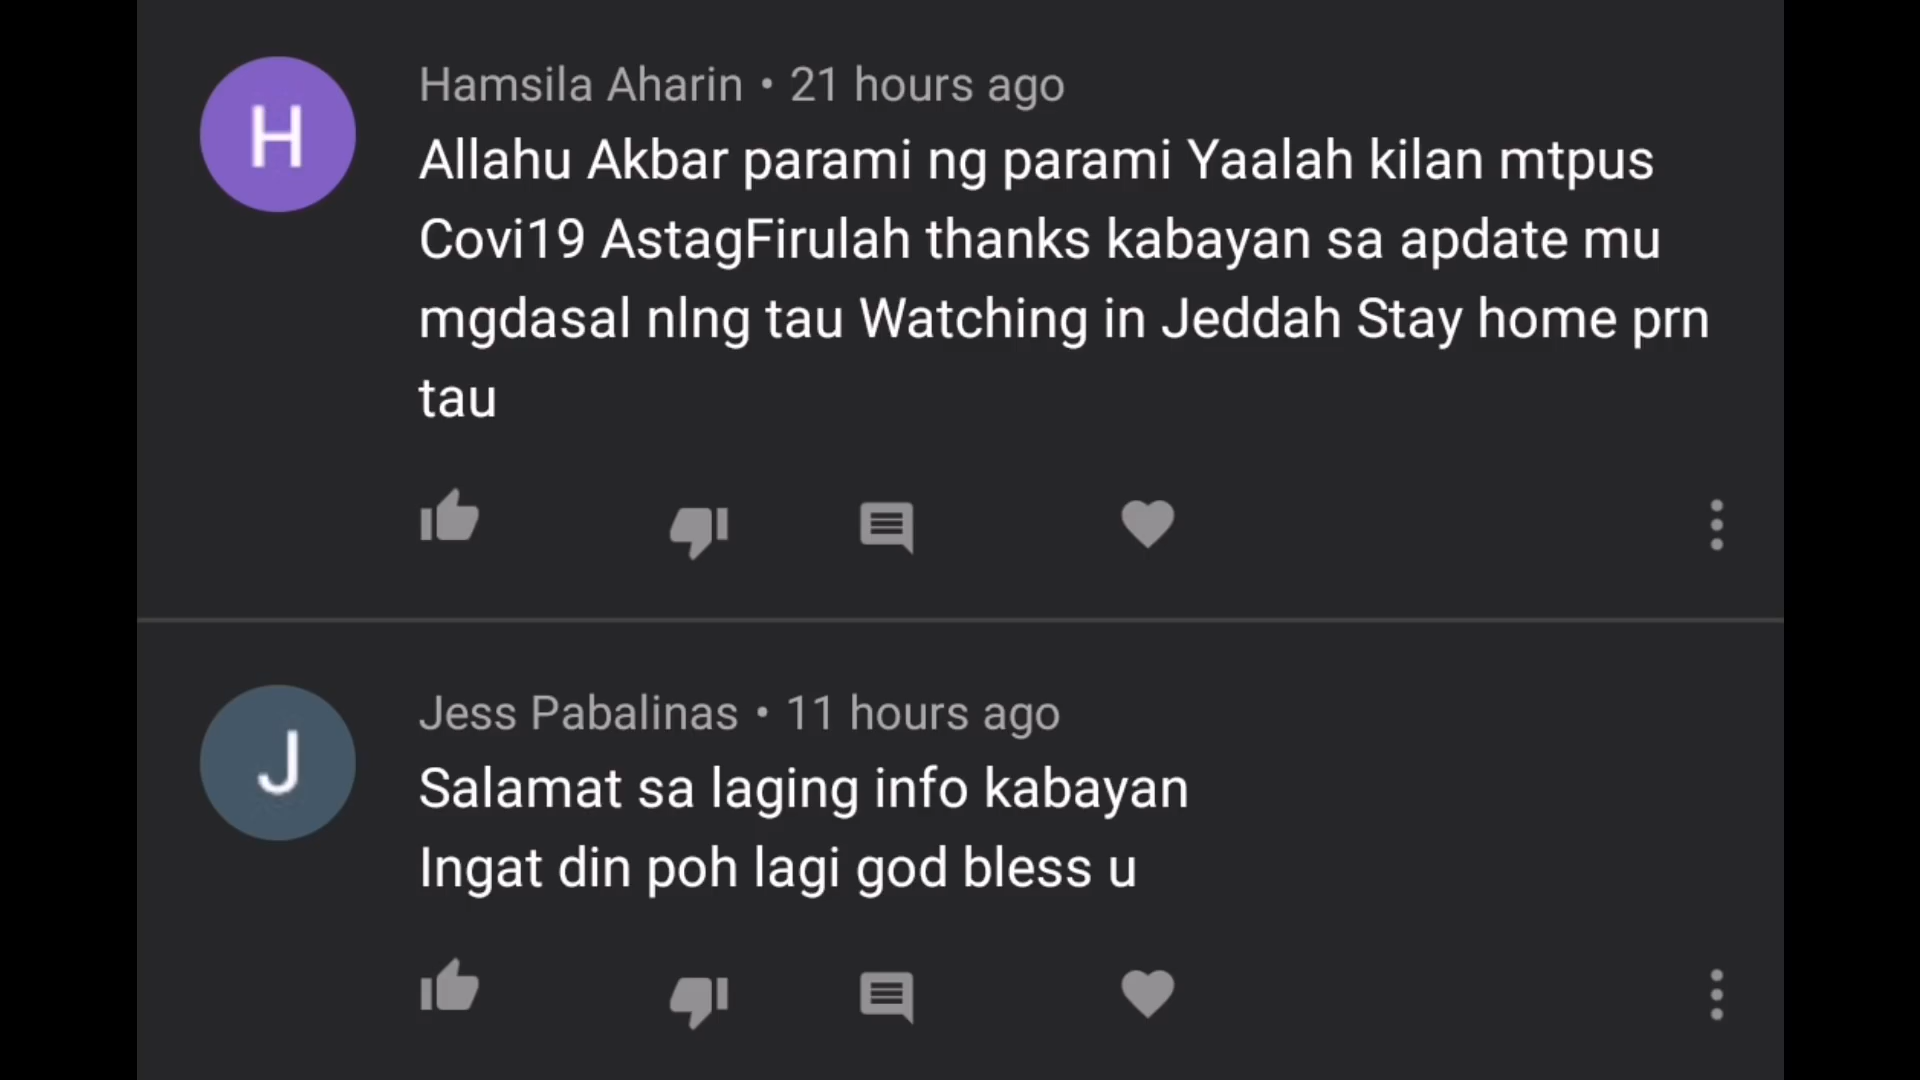 H
Hamsila Aharin • 21 hours ago
Allahu Akbar parami ng parami Yaalah kilan mtpus
Covi19 AstagFirulah thanks kabayan sa apdate mu
mgdasal nlng tau Watching in Jeddah Stay home prn
tau
J
Jess Pabalinas • 11 hours ago
Salamat sa laging info kabayan
Ingat din poh lagi god bless u